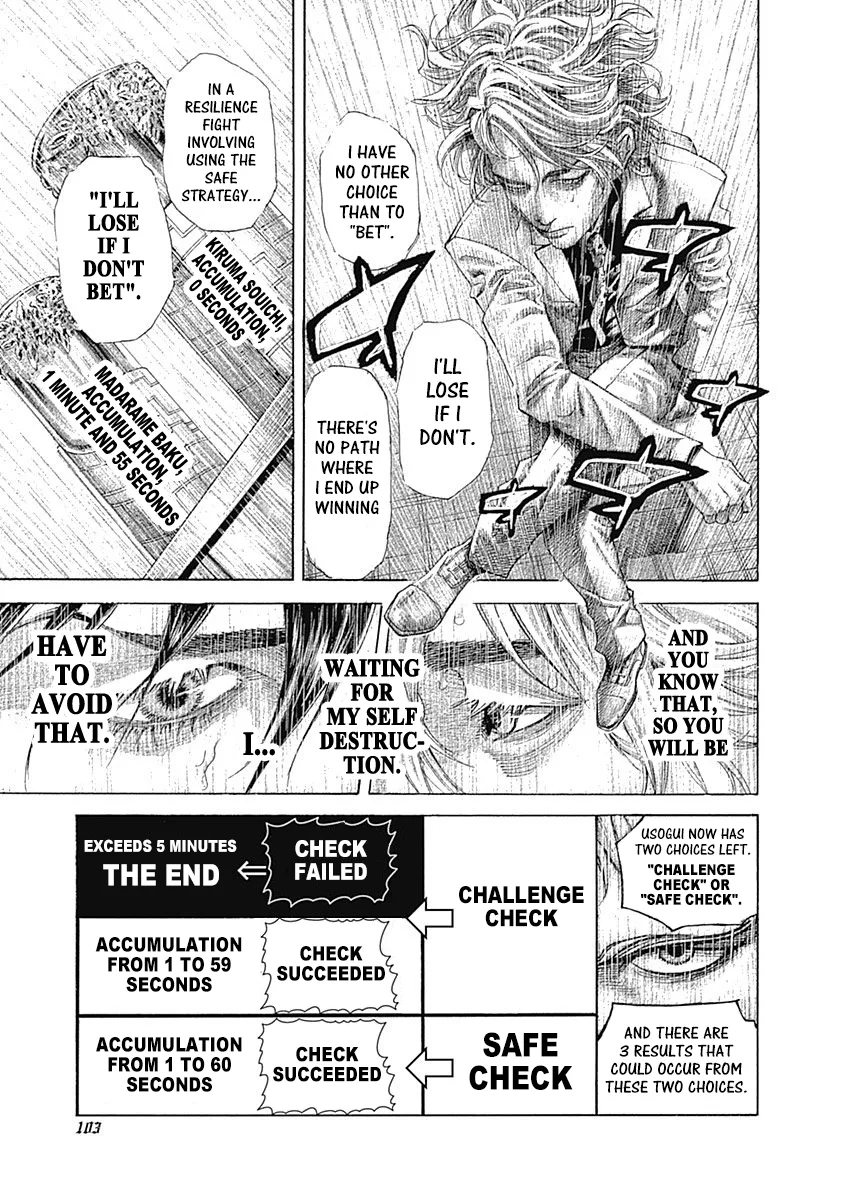 I HAVE
NO OTHER
CHOICE
THAN TO
"BET".
I'LL
LOSE
IF I
DON'T.
THERE'S
NO PATH
WHERE
I END UP
WINNING
IN A
RESILIENCE
FIGHT
INVOLVING
USING THE
SAFE
STRATEGY...
"I'LL
LOSE
IF I
DON'T
BET".
KIRUMA SOUICHI,
ACCUMULATION,
0 SECONDS
MADARAME BAKU,
ACCUMULATION,
1 MINUTE AND 55 SECONDS
AND
YOU
KNOW
THAT,
SO YOU
WILL BE
WAITING
FOR
MY SELF
DESTRUC-
TION.
I...
HAVE
TO
AVOID
THAT.
USOGUI NOW HAS
TWO CHOICES LEFT.
"CHALLENGE
CHECK" OR
"SAFE CHECK".
AND THERE ARE
3 RESULTS THAT
COULD OCCUR FROM
THESE TWO CHOICES.
CHALLENGE
CHECK
CHECK
FAILED
EXCEEDS 5 MINUTES
THE END
CHECK
SUCCEEDED
ACCUMULATION
FROM 1 TO 59
SECONDS
SAFE
CHECK
CHECK
SUCCEEDED
ACCUMULATION
FROM 1 TO 60
SECONDS
103